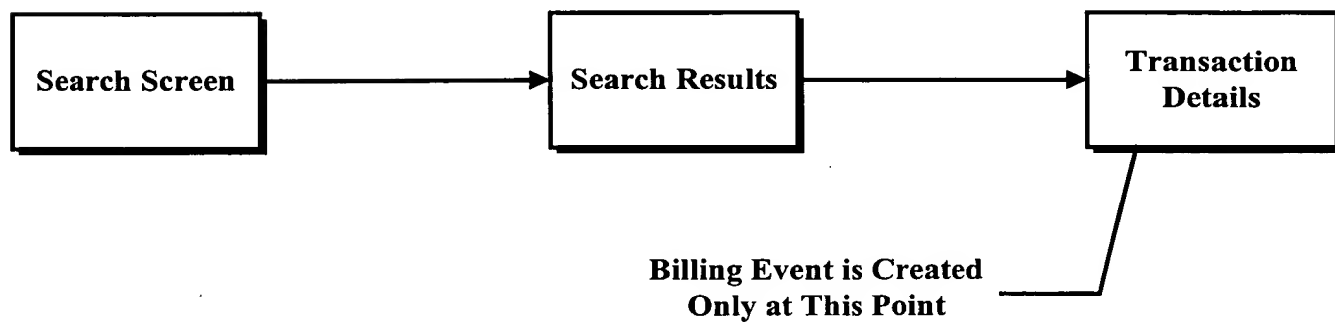 Search Screen
Search Results
Transaction
Details
Billing Event is Created
Only at This Point